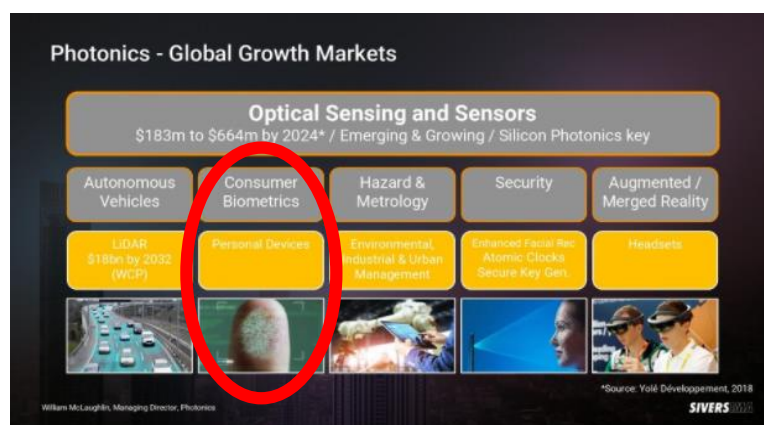 Photonics - Global Growth Markets
Optical Sensing and Sensors
$183m to $664m by 2024* / Emerging & Growing / Silicon Photonics key
Autonomous
Vehicles
Consumer
Biometrics
Hazard &
Metrology
Security
Augmented /
Merged Reality
LiDAR
$18bn by 2032
(WCP)
Personal Devices
Environmental,
Industrial & Urban
Management
Enhanced Facial Rec
Atomic Clocks
Secure Key Gen.
Headsets
*Source: Yolé Développement, 2018
William McLaughlin, Managing Director, Photonics
SIVERS